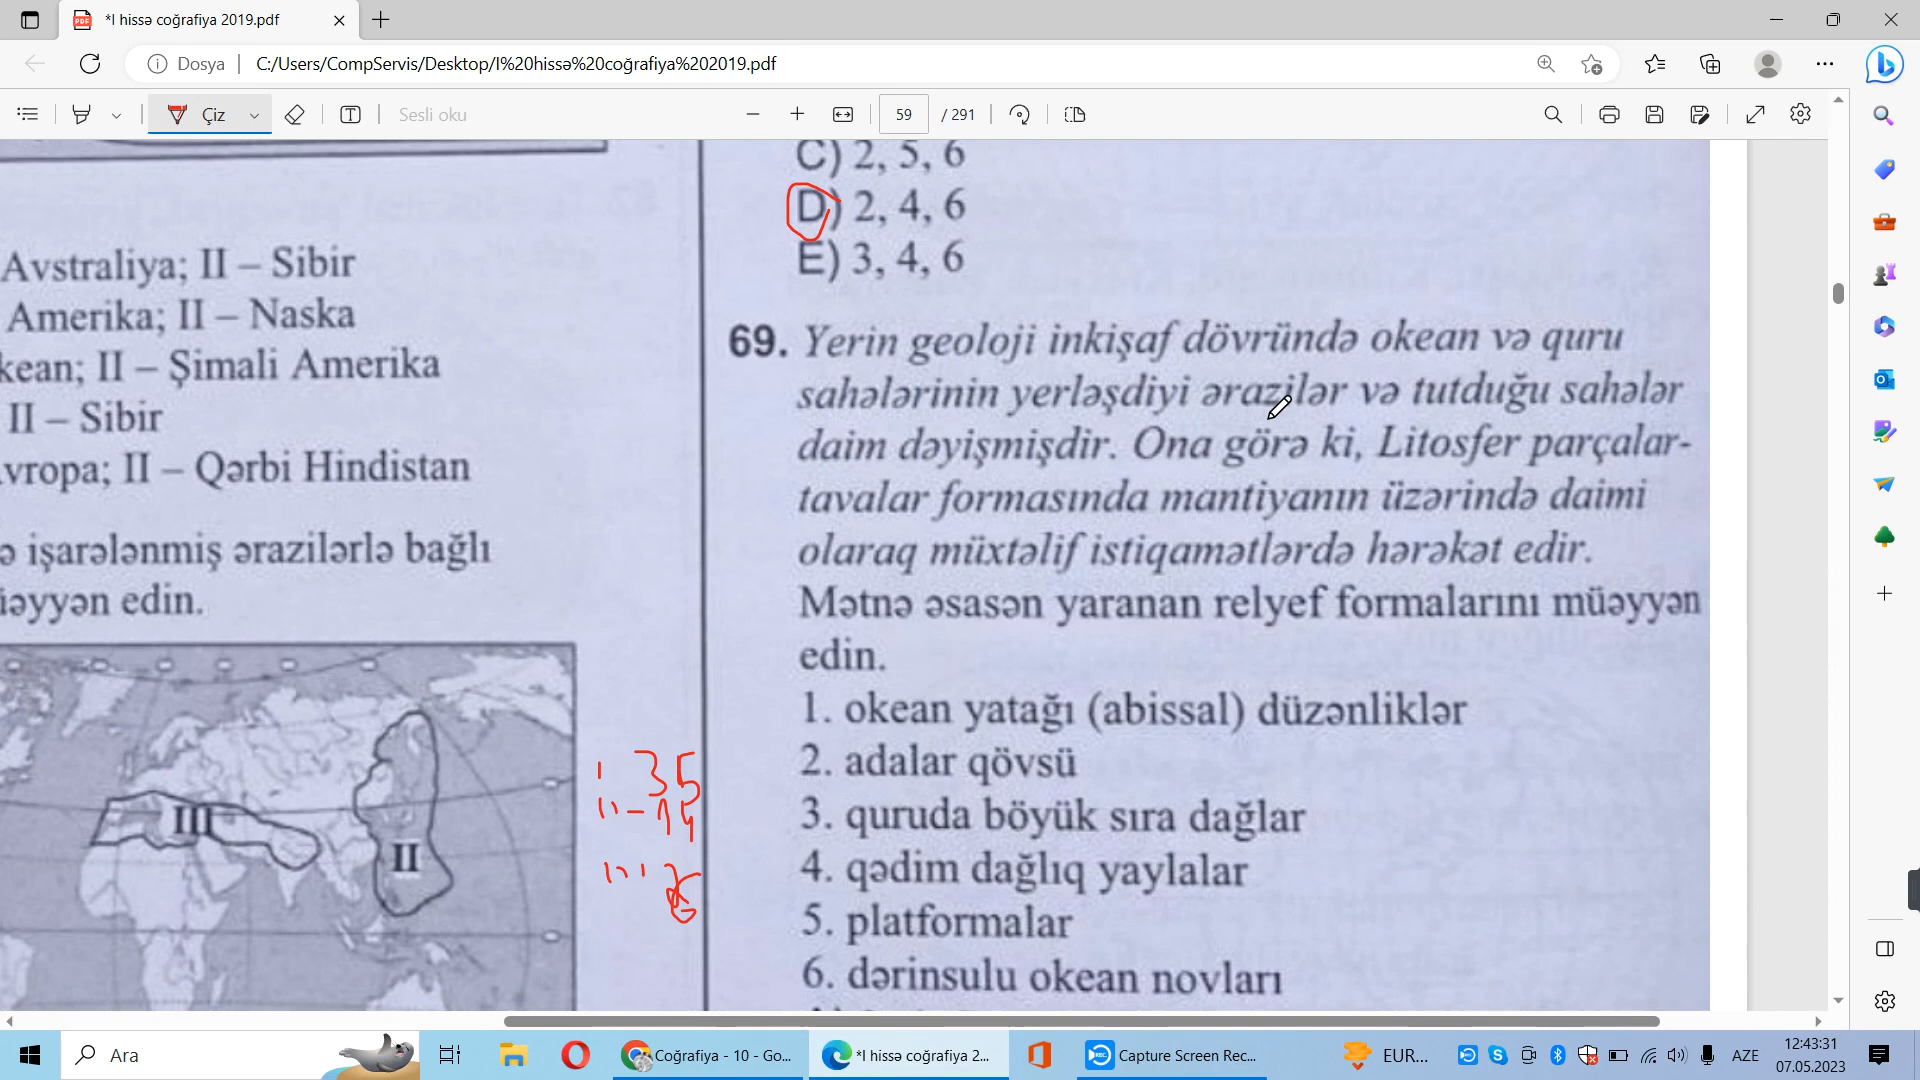 *I hissə coğrafiya 2019.pdf
Dosya
C:/Users/CompServis/Desktop/I%20hissə%20coğrafiya%202019.pdf
Çiz
Sesli oku
59 / 291
Avstraliya; II – Sibir
Amerika; II – Naska
kean; II – Şimali Amerika
II – Sibir
vropa; II – Qərbi Hindistan
ə işarələnmiş ərazilərlə bağlı
üəyyən edin.
III
II
35
C) 2, 5, 6
D) 2, 4, 6
E) 3, 4, 6
69. Yerin geoloji inkişaf dövründə okean və quru
sahələrinin yerləşdiyi ərazilər və tutduğu sahələr
daim dəyişmişdir. Ona görə ki, Litosfer parçalar-
tavalar formasında mantiyanın üzərində daimi
olaraq müxtəlif istiqamətlərdə hərəkət edir.
Mətnə əsasən yaranan relyef formalarını müəyyən
edin.
1. okean yatağı (abissal) düzənliklər
2. adalar qövsü
3. quruda böyük sıra dağlar
4. qədim dağlıq yaylalar
5. platformalar
6. dərinsulu okean novları
Ara
Coğrafiya - 10 - Go...
*I hissə coğrafiya 2...
Capture Screen Rec...
EUR...
AZE
12:43:31
07.05.2023